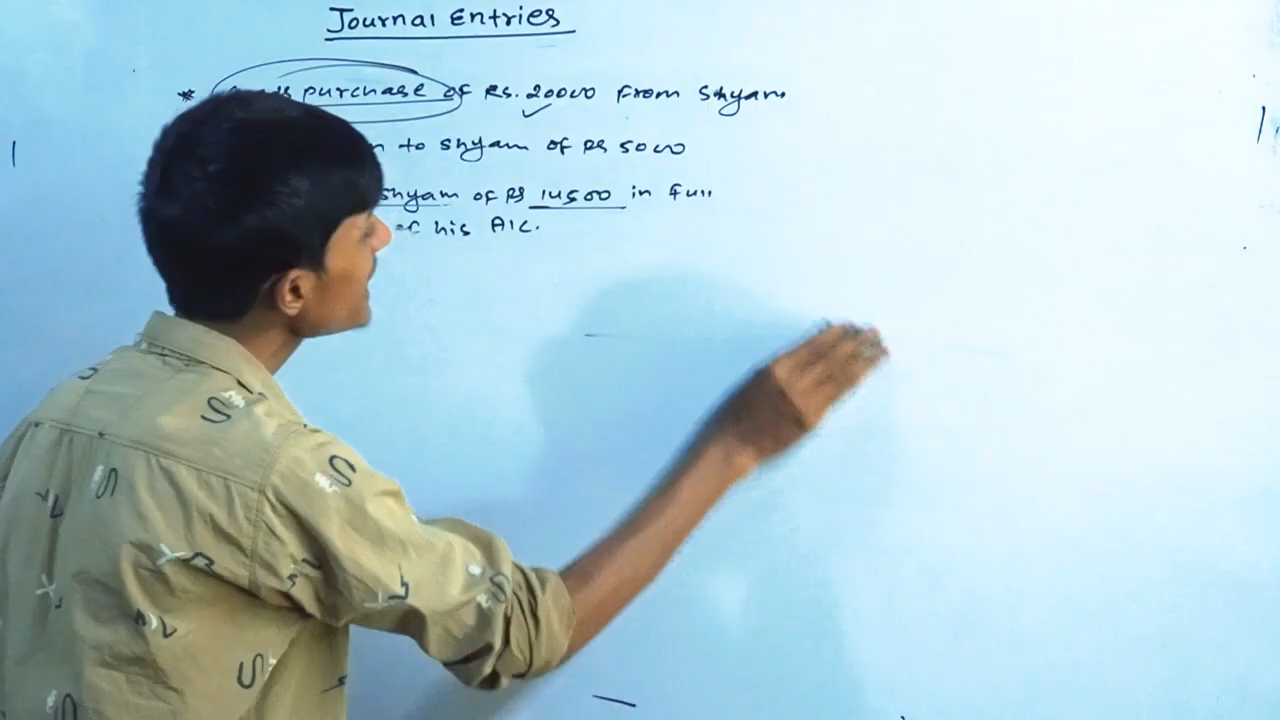 Journal Entries
* purchase of Rs. 20000 From Shyam
to Shyam of Rs 5000
Shyam of Rs 14500 in Full
of his A/c.